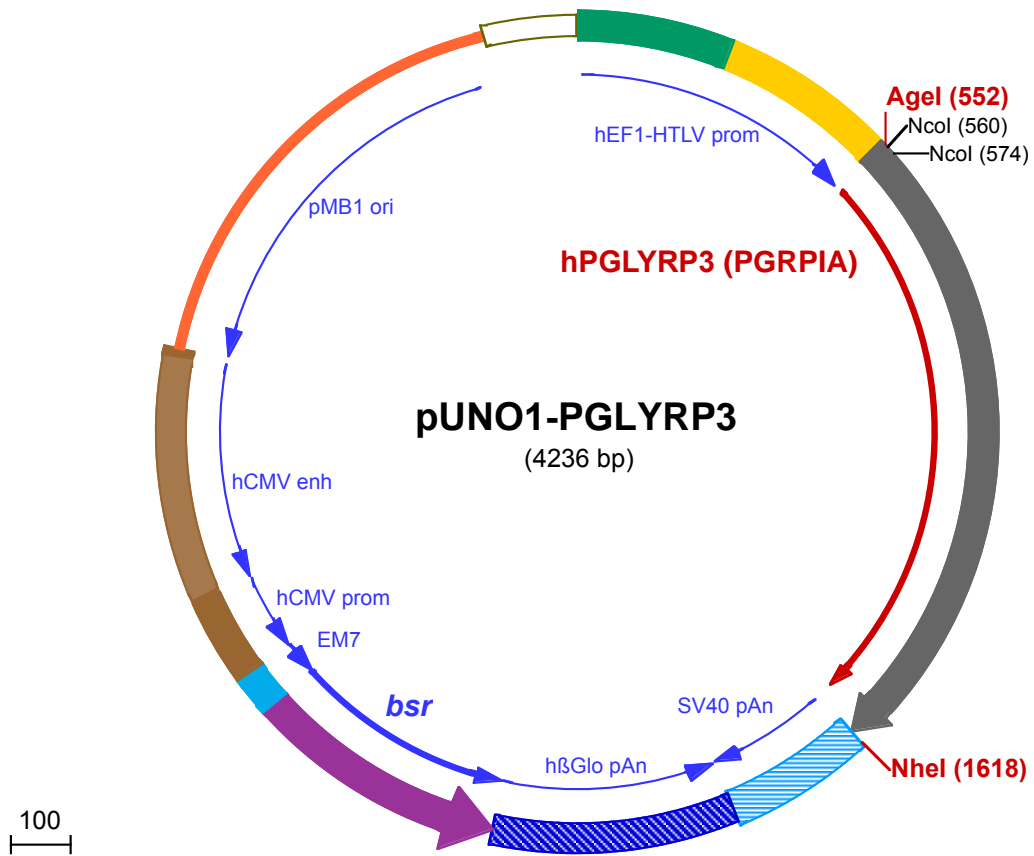 AgeI (552)
NcoI (560)
hEF1-HTLV prom
NcoI (574)
pMB1 ori
hPGLYRP3 (PGRPIA)
pUNO1-PGLYRP3
(4236 bp)
hCMV enh
hCMV prom
EM7
bsr
SV40 pAn
hßGlo pAn
NheI (1618)
100